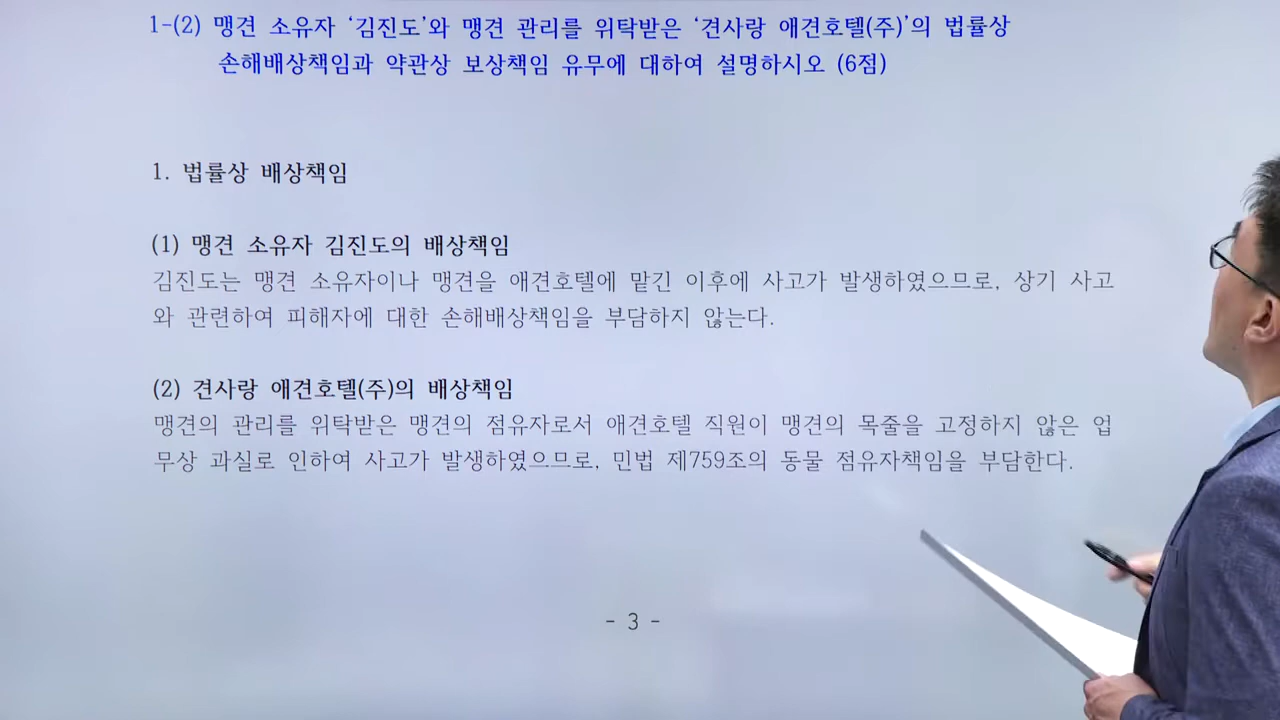 1-(2) 맹견 소유자 ‘김진도’와 맹견 관리를 위탁받은 ‘견사랑 애견호텔(주)’의 법률상
손해배상책임과 약관상 보상책임 유무에 대하여 설명하시오 (6점)
1. 법률상 배상책임
(1) 맹견 소유자 김진도의 배상책임
김진도는 맹견 소유자이나 맹견을 애견호텔에 맡긴 이후에 사고가 발생하였으므로, 상기 사고
와 관련하여 피해자에 대한 손해배상책임을 부담하지 않는다.
(2) 견사랑 애견호텔(주)의 배상책임
맹견의 관리를 위탁받은 맹견의 점유자로서 애견호텔 직원이 맹견의 목줄을 고정하지 않은 업
무상 과실로 인하여 사고가 발생하였으므로, 민법 제759조의 동물 점유자책임을 부담한다.
- 3 -